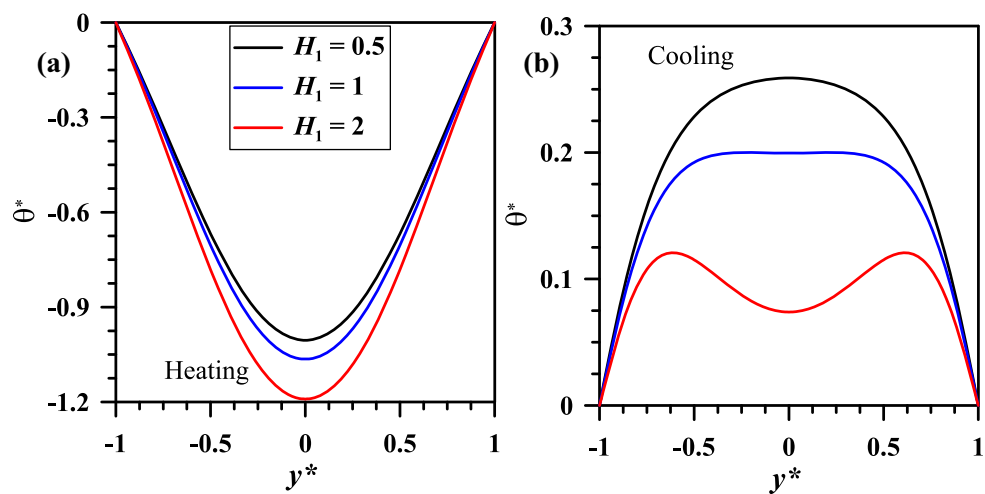 (a)
0
-0.3
-0.6
-0.9
-1.2
θ*
H₁ = 0.5
H₁ = 1
H₁ = 2
Heating
-1 -0.5 0 0.5 1
y*
(b)
0.3
0.2
0.1
0
θ*
Cooling
-1 -0.5 0 0.5 1
y*